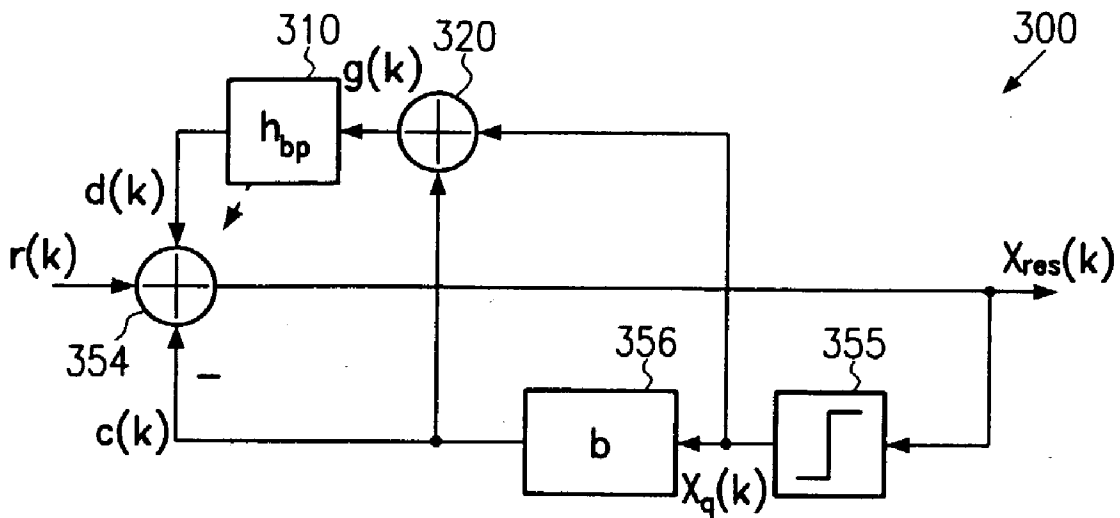 310
320
300
g(k)
h_bp
d(k)
r(k)
X_res(k)
354
356
355
–
c(k)
b
X_q(k)